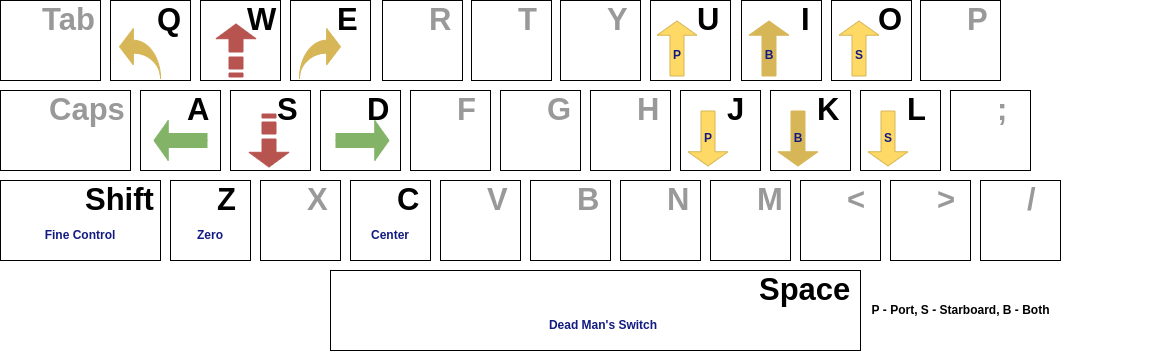 Tab Q W E R T Y U I O P
P B S
Caps A S D F G H J K L ;
P B S
Shift Z X C V B N M < > /
Fine Control Zero Center
Space
P - Port, S - Starboard, B - Both
Dead Man's Switch